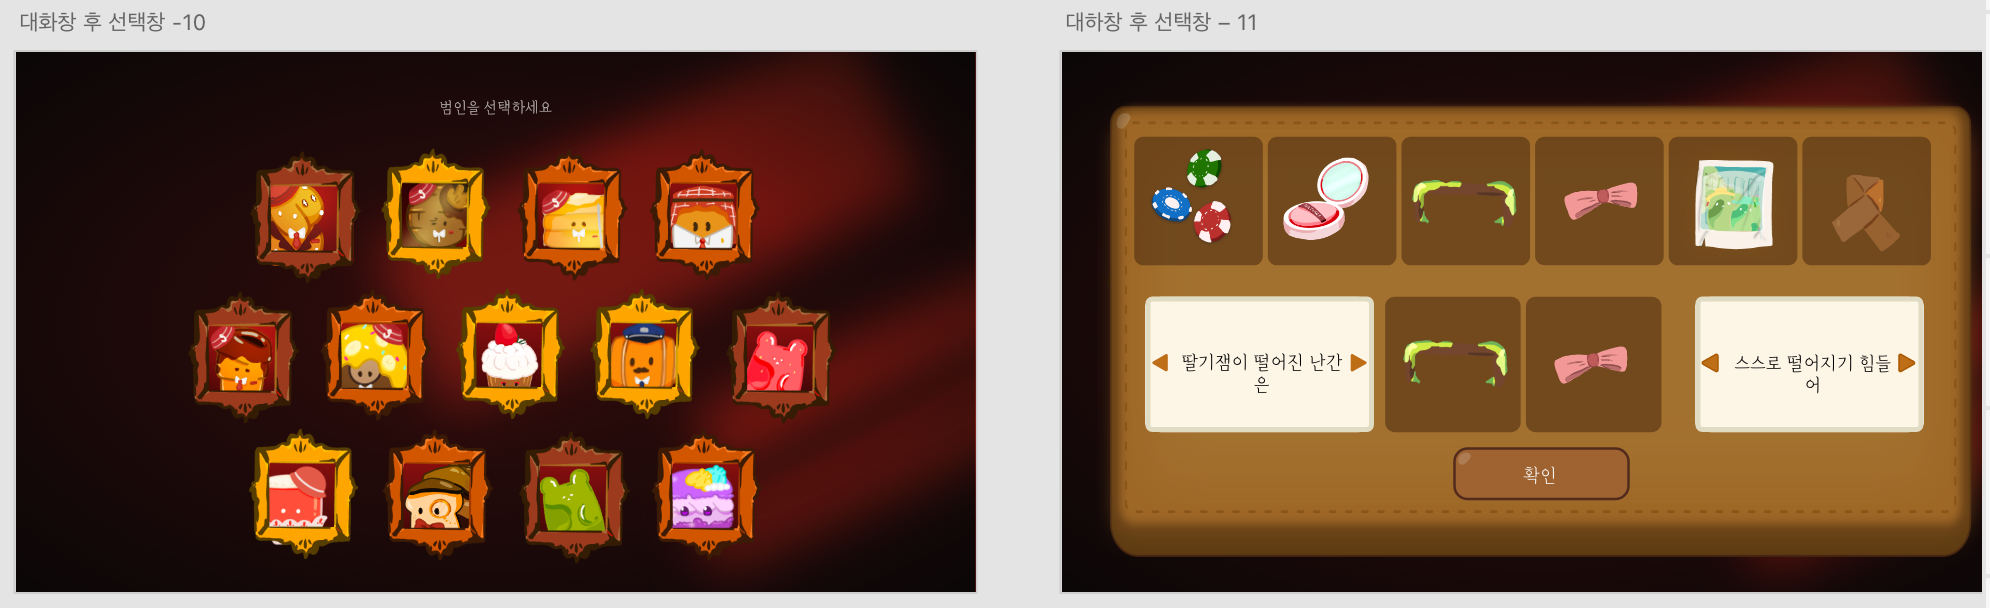 대화창 후 선택창 -10
대하창 후 선택창 – 11
범인을 선택하세요
딸기잼이 떨어진 난간
은
스스로 떨어지기 힘들
어
확인